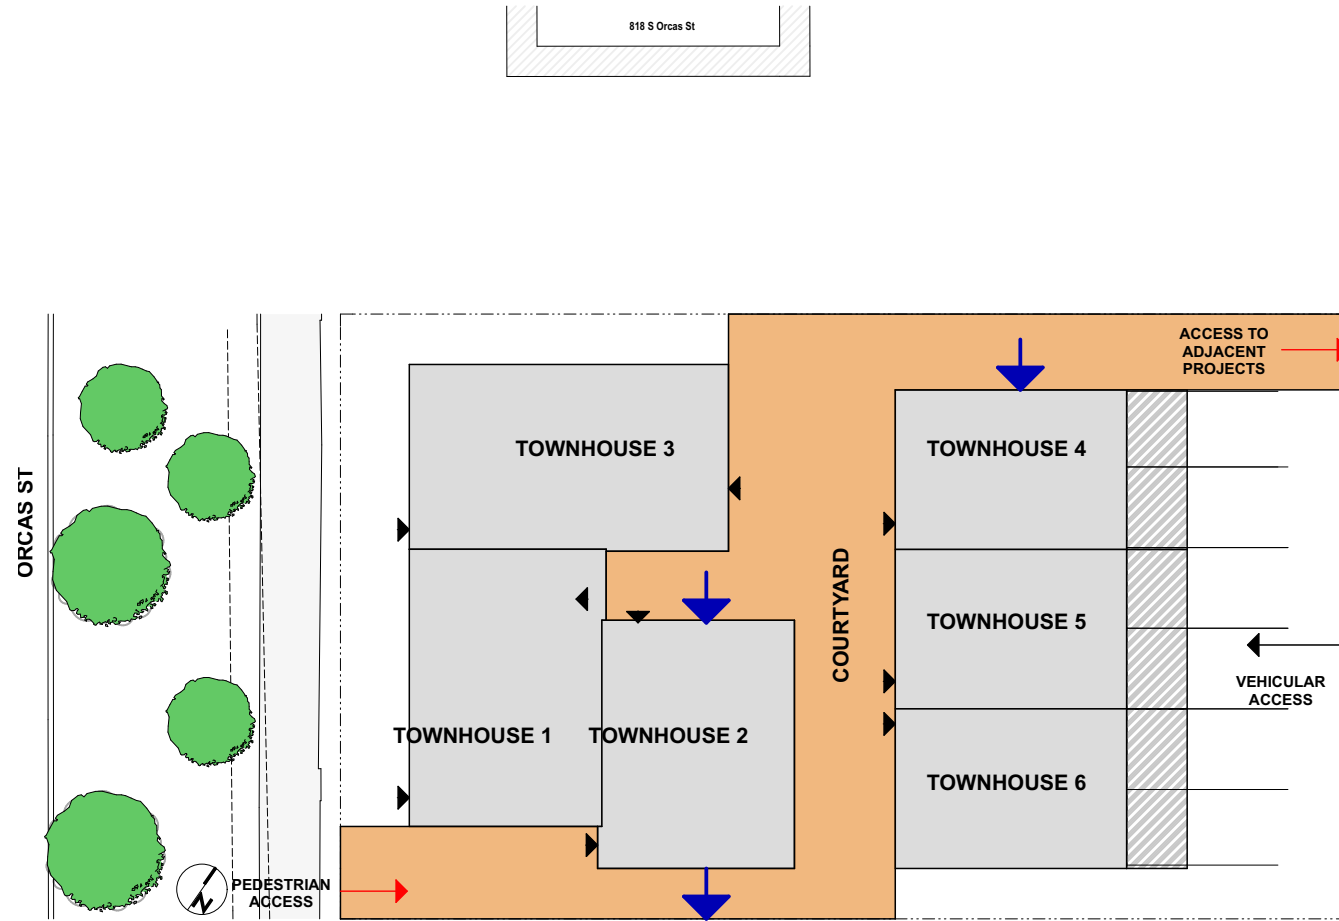 818 S Orcas St
ACCESS TO
ADJACENT
PROJECTS
TOWNHOUSE 3
TOWNHOUSE 4
ORCAS ST
COURTYARD
TOWNHOUSE 5
VEHICULAR
ACCESS
TOWNHOUSE 1
TOWNHOUSE 2
TOWNHOUSE 6
PEDESTRIAN
ACCESS
N